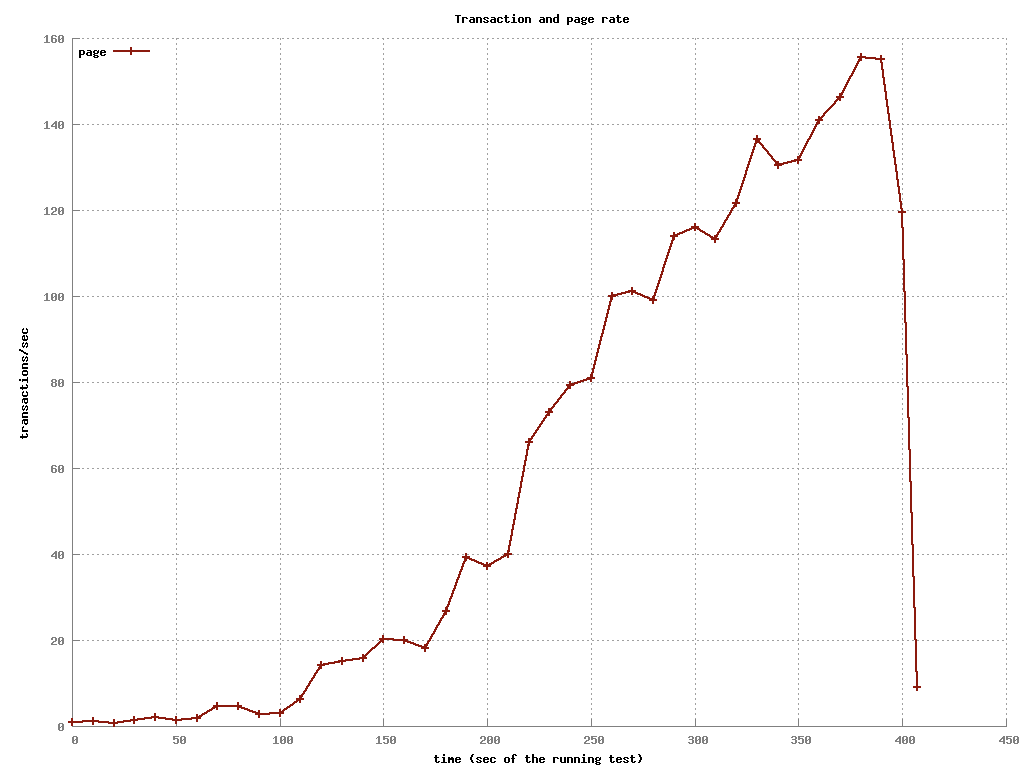 Transaction and page rate
160
page
140
120
100
transactions/sec
80
60
40
20
0
0 50 100 150 200 250 300 350 400 450
time (sec of the running test)